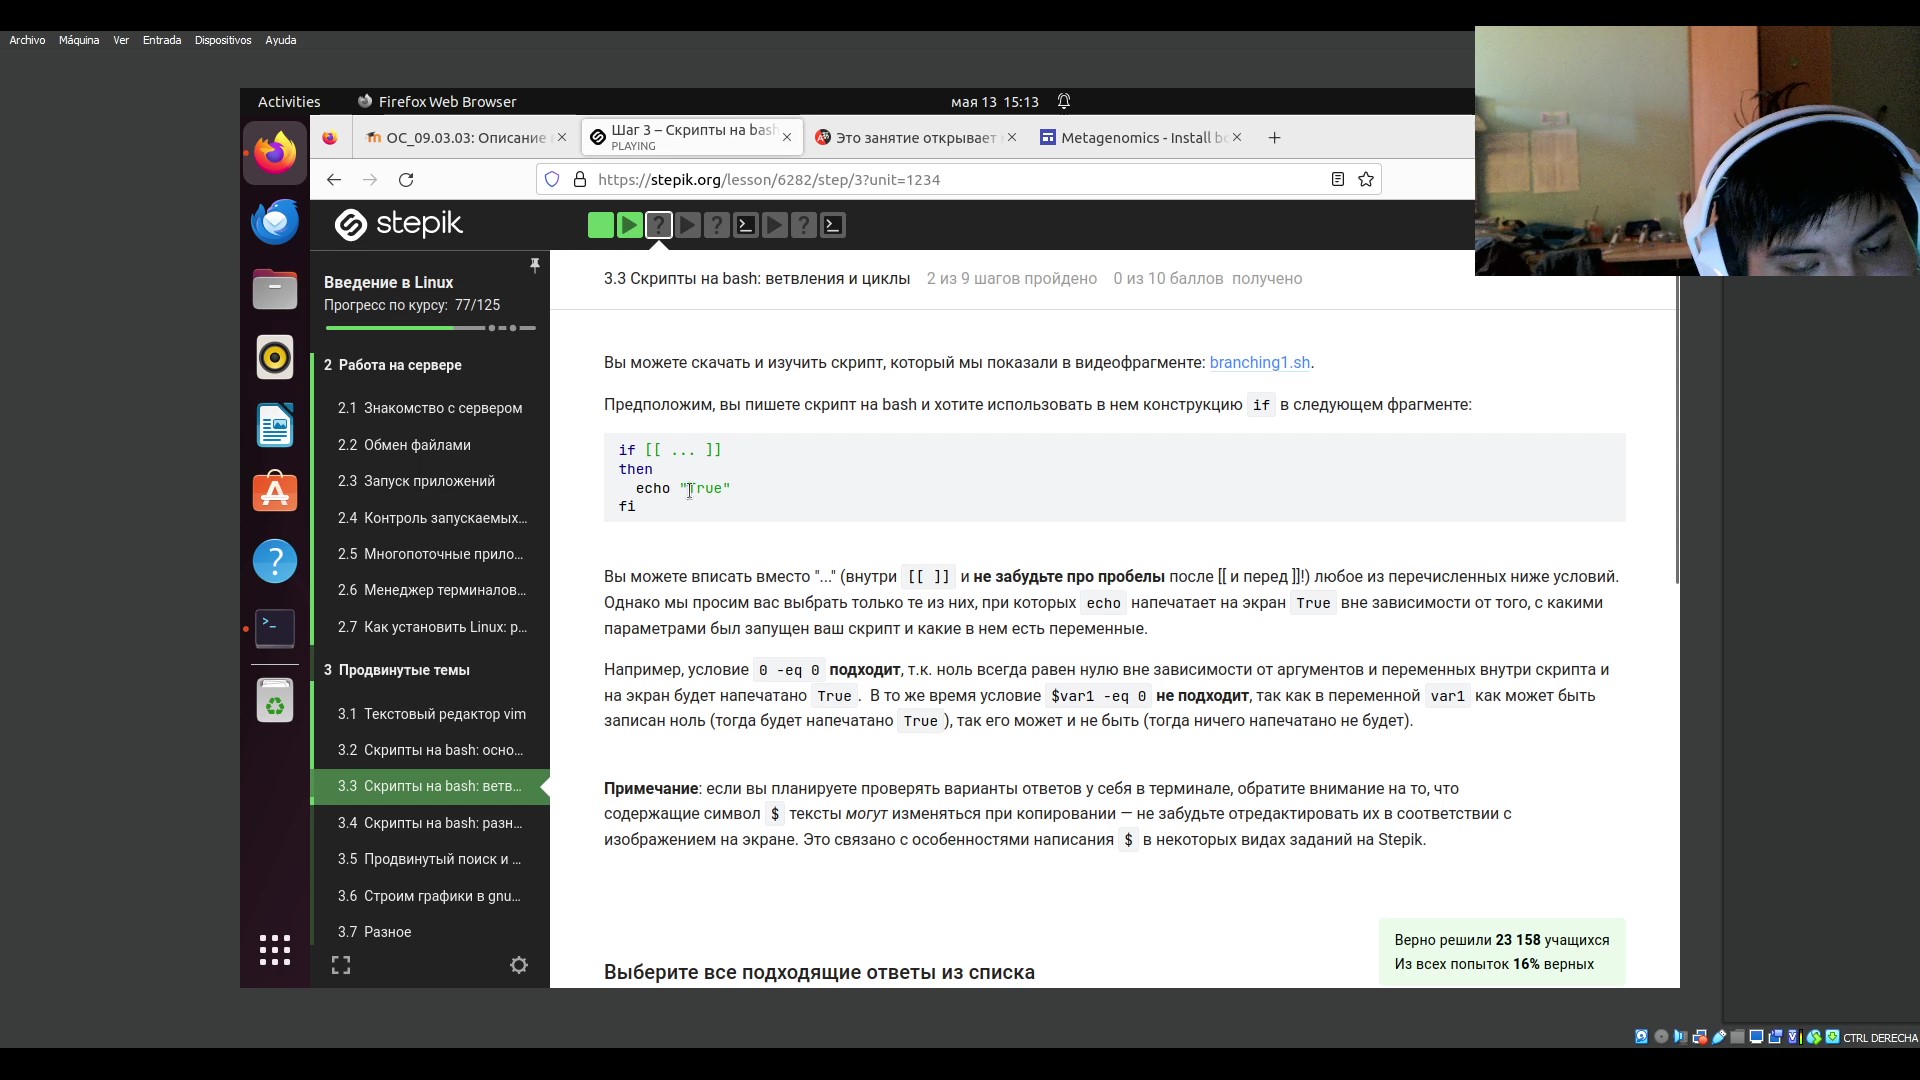 Archivo Máquina Ver Entrada Dispositivos Ayuda
Activities Firefox Web Browser мая 13 15:13
ОС_09.03.03: Описание
Шаг 3 – Скрипты на bash
PLAYING
Это занятие открывает
Metagenomics - Install bo
https://stepik.org/lesson/6282/step/3?unit=1234
stepik
Введение в Linux
Прогресс по курсу: 77/125
2 Работа на сервере
2.1 Знакомство с сервером
2.2 Обмен файлами
2.3 Запуск приложений
2.4 Контроль запускаемых...
2.5 Многопоточные прило...
2.6 Менеджер терминалов...
2.7 Как установить Linux: р...
3 Продвинутые темы
3.1 Текстовый редактор vim
3.2 Скрипты на bash: осно...
3.3 Скрипты на bash: ветв...
3.4 Скрипты на bash: разн...
3.5 Продвинутый поиск и ...
3.6 Строим графики в gnu...
3.7 Разное
3.3 Скрипты на bash: ветвления и циклы 2 из 9 шагов пройдено 0 из 10 баллов получено
Вы можете скачать и изучить скрипт, который мы показали в видеофрагменте: branching1.sh.
Предположим, вы пишете скрипт на bash и хотите использовать в нем конструкцию if в следующем фрагменте:
if [[ ... ]]
then
echo "True"
fi
Вы можете вписать вместо "..." (внутри [[ ]] и не забудьте про пробелы после [[ и перед ]]!) любое из перечисленных ниже условий.
Однако мы просим вас выбрать только те из них, при которых echo напечатает на экран True вне зависимости от того, с какими
параметрами был запущен ваш скрипт и какие в нем есть переменные.
Например, условие 0 -eq 0 подходит, т.к. ноль всегда равен нулю вне зависимости от аргументов и переменных внутри скрипта и
на экран будет напечатано True. В то же время условие $var1 -eq 0 не подходит, так как в переменной var1 как может быть
записан ноль (тогда будет напечатано True), так его может и не быть (тогда ничего напечатано не будет).
Примечание: если вы планируете проверять варианты ответов у себя в терминале, обратите внимание на то, что
содержащие символ $ тексты могут изменяться при копировании — не забудьте отредактировать их в соответствии с
изображением на экране. Это связано с особенностями написания $ в некоторых видах заданий на Stepik.
Выберите все подходящие ответы из списка
Верно решили 23 158 учащихся
Из всех попыток 16% верных
CTRL DERECHA